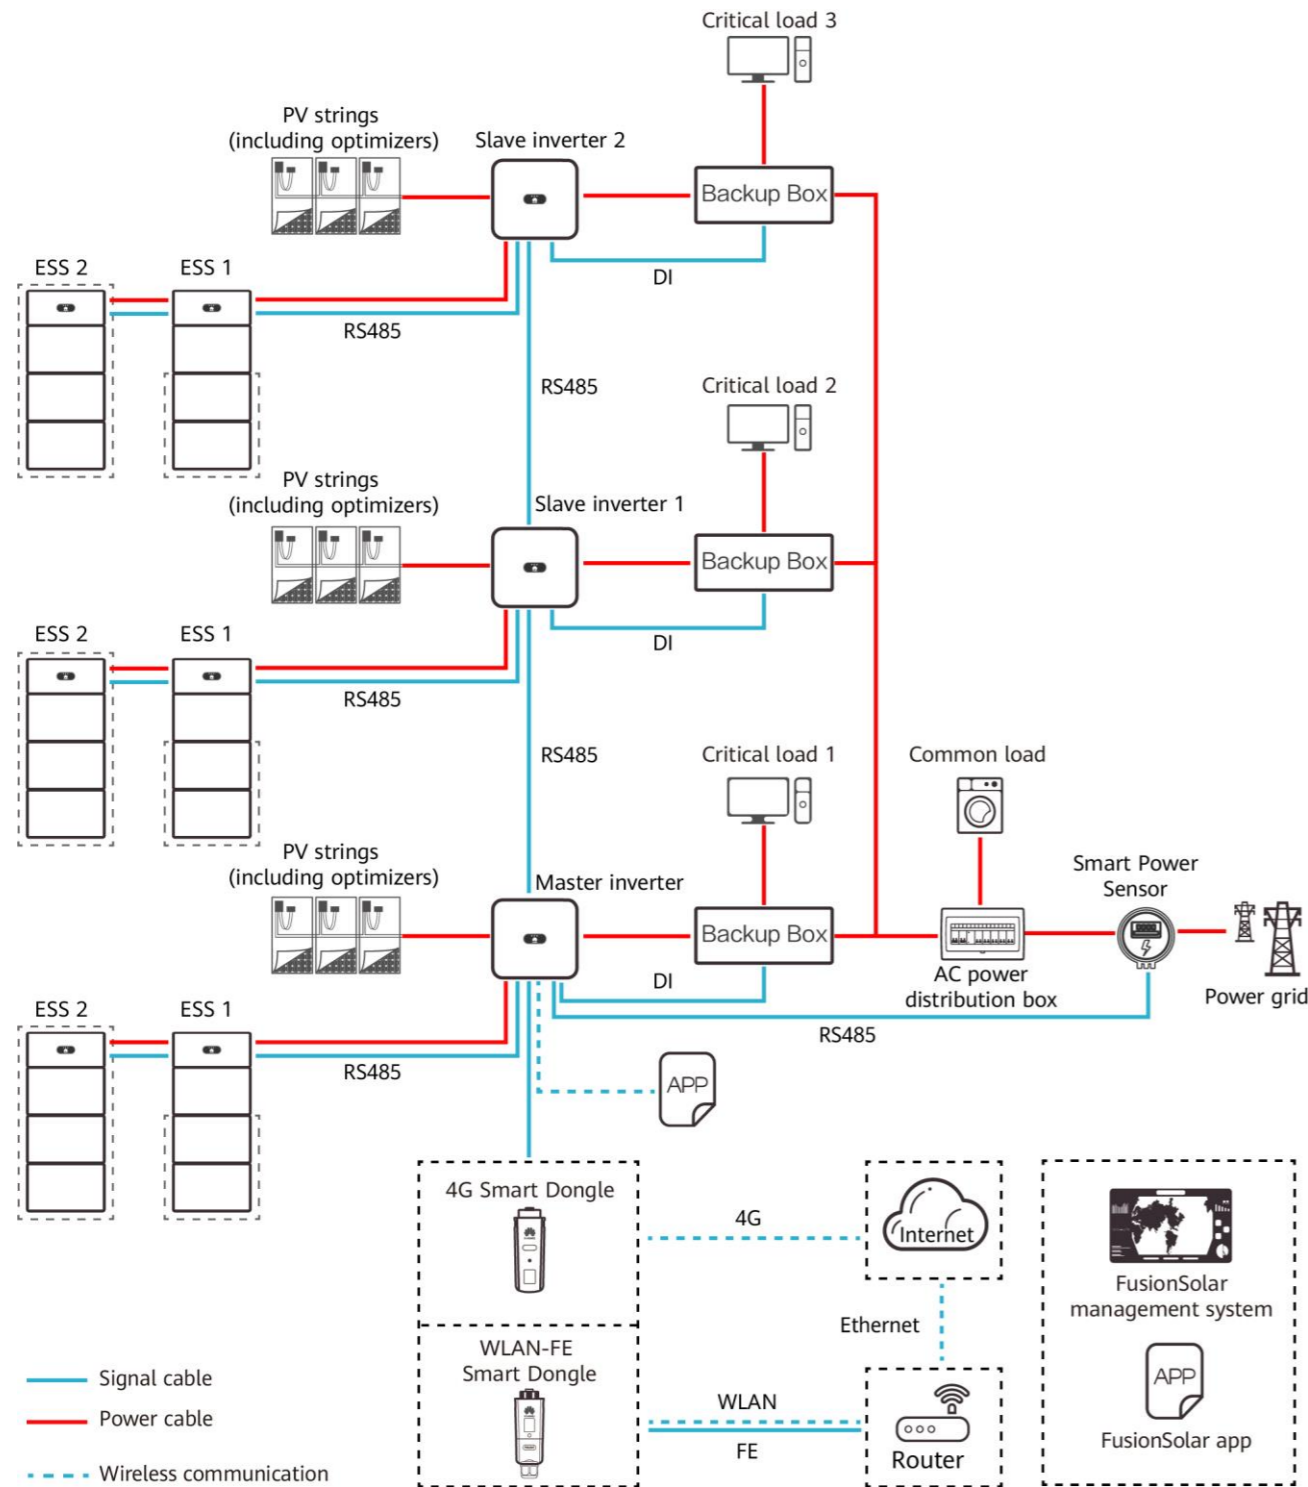 Critical load 3
PV strings
(including optimizers)
Slave inverter 2
Backup Box
DI
ESS 2
ESS 1
RS485
RS485
Critical load 2
PV strings
(including optimizers)
Slave inverter 1
Backup Box
DI
ESS 2
ESS 1
RS485
RS485
Critical load 1
Common load
PV strings
(including optimizers)
Master inverter
Smart Power
Sensor
Backup Box
DI
AC power
distribution box
Power grid
ESS 2
ESS 1
RS485
RS485
APP
4G Smart Dongle
4G
Internet
FusionSolar
management system
Ethernet
WLAN-FE
Smart Dongle
WLAN
FE
Router
APP
FusionSolar app
Signal cable
Power cable
Wireless communication